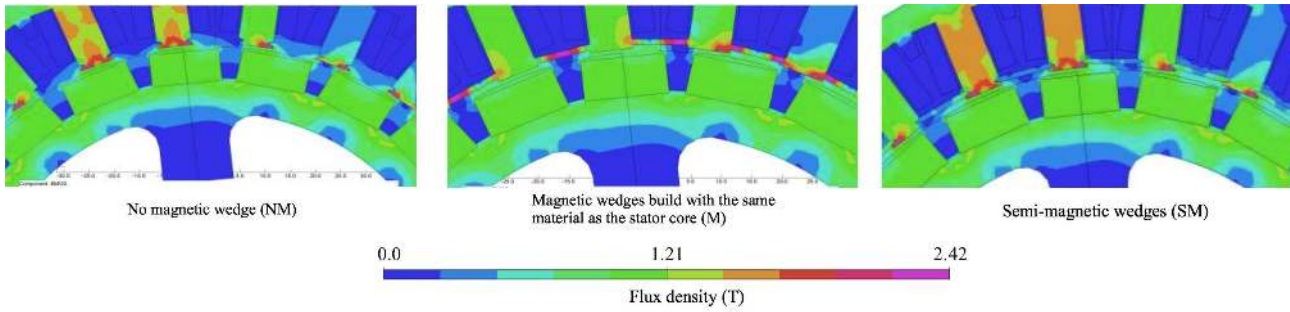 No magnetic wedge (NM)
Magnetic wedges build with the same
material as the stator core (M)
Semi-magnetic wedges (SM)
0.0 1.21 2.42
Flux density (T)